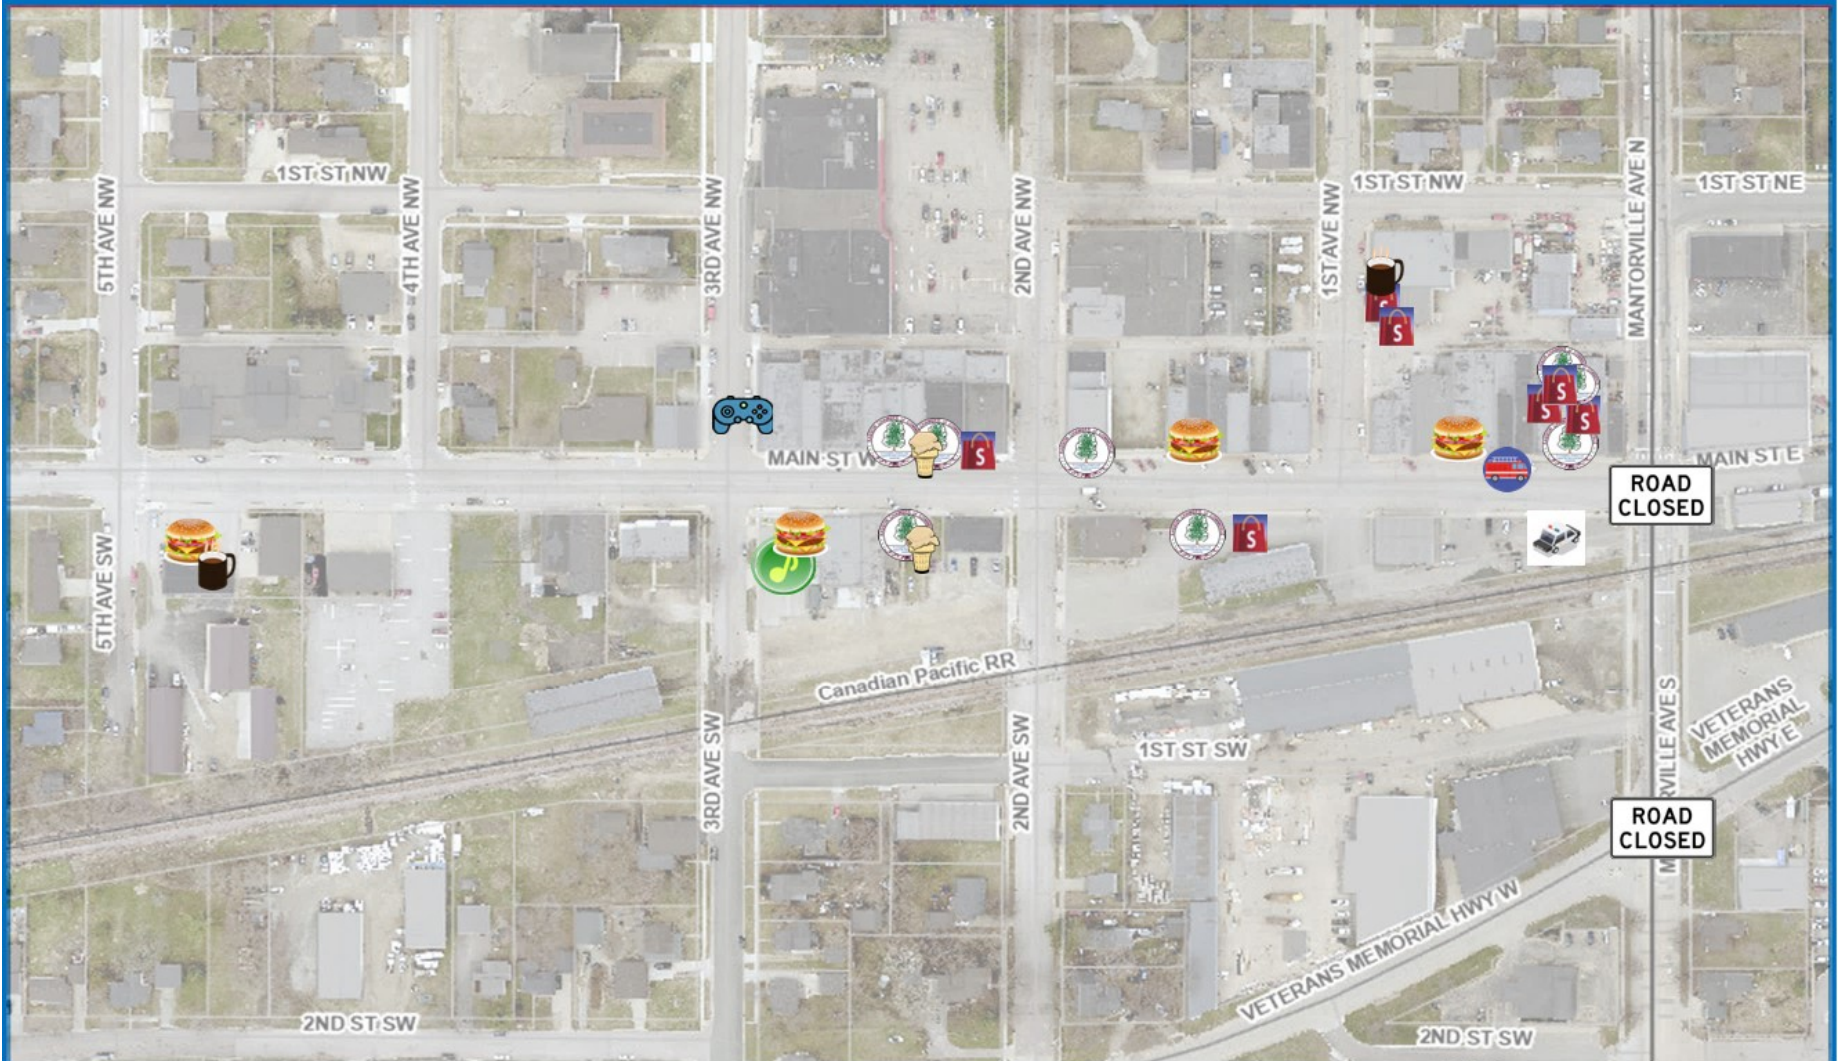 1ST ST NW
5TH AVE NW
4TH AVE NW
3RD AVE NW
2ND AVE NW
1ST AVE NW
1ST ST NW
MANTORVILLE AVE N
1ST ST NE
S
S
S
S
S
MAIN ST W
S
MAIN ST E
ROAD
CLOSED
5TH AVE SW
S
Canadian Pacific RR
3RD AVE SW
2ND AVE SW
1ST ST SW
VETERANS
MEMORIAL
HWY E
ROAD
CLOSED
VETERANS MEMORIAL HWY W
2ND ST SW
2ND ST SW